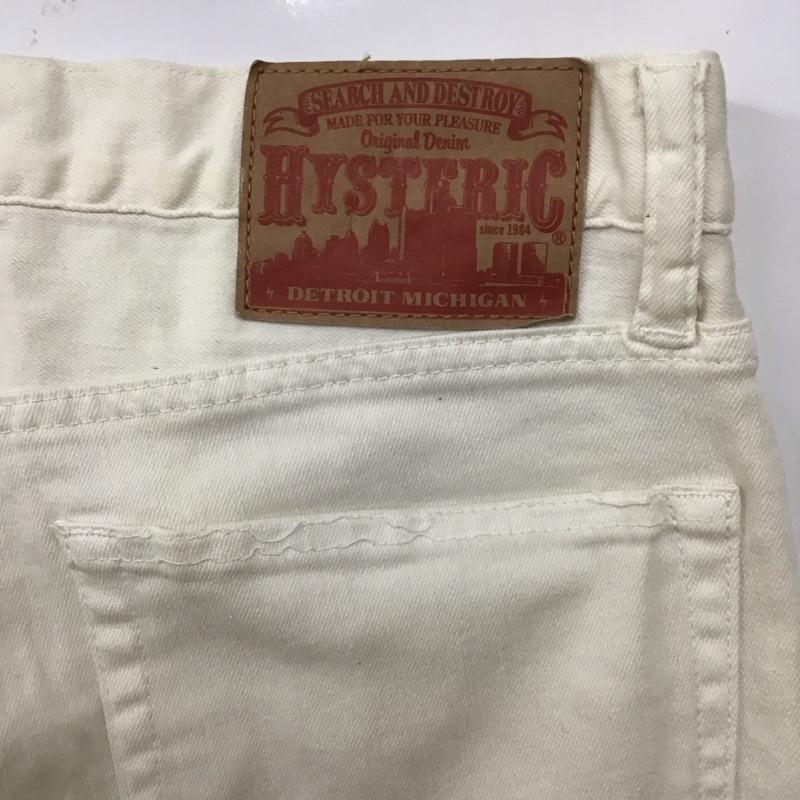 SEARCH AND DESTROY
MADE FOR YOUR PLEASURE
Original Denim
HYSTERIC
since 1984
®
DETROIT MICHIGAN